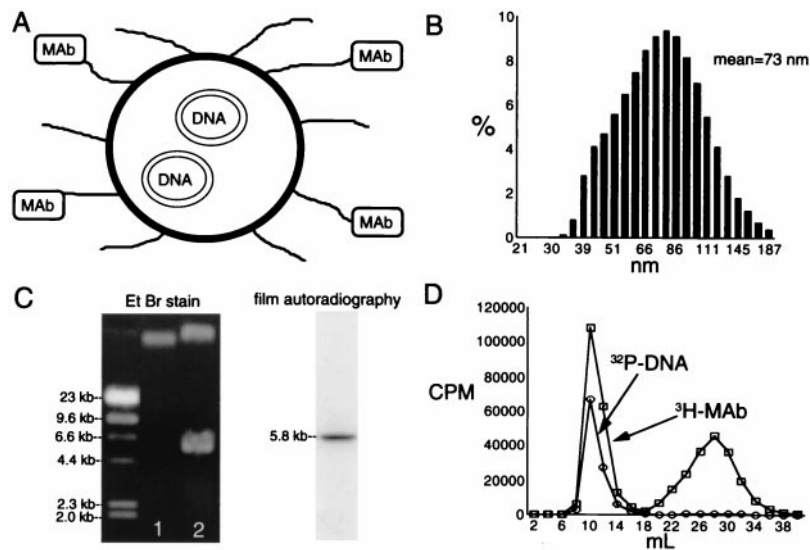 A
MAb
MAb
DNA
DNA
MAb
MAb
B
10
8
6
4
2
0
%
mean=73 nm
21 30 39 51 66 86 111 145 187
nm
C
Et Br stain
film autoradiography
23 kb--
9.6 kb--
6.6 kb--
4.4 kb--
2.3 kb--
2.0 kb--
1 2
5.8 kb--
D
120000
100000
80000
60000
40000
20000
0
CPM
³²P-DNA
³H-MAb
2 6 10 14 18 22 26 30 34 38
mL